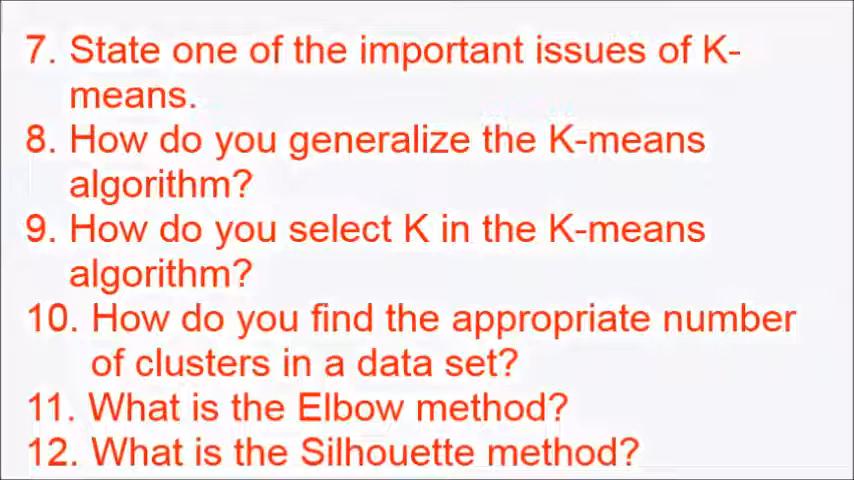 7. State one of the important issues of K-
means.
8. How do you generalize the K-means
algorithm?
9. How do you select K in the K-means
algorithm?
10. How do you find the appropriate number
of clusters in a data set?
11. What is the Elbow method?
12. What is the Silhouette method?